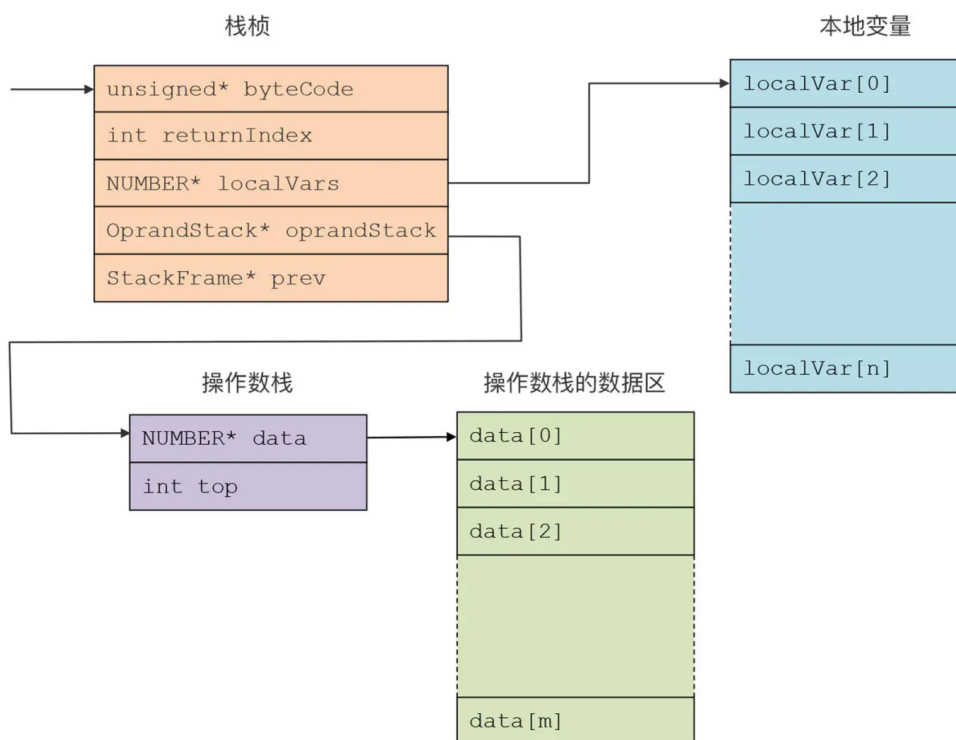 栈桢
unsigned* byteCode
int returnIndex
NUMBER* localVars
OprandStack* oprandStack
StackFrame* prev
本地变量
localVar[0]
localVar[1]
localVar[2]
localVar[n]
操作数栈
NUMBER* data
int top
操作数栈的数据区
data[0]
data[1]
data[2]
data[m]